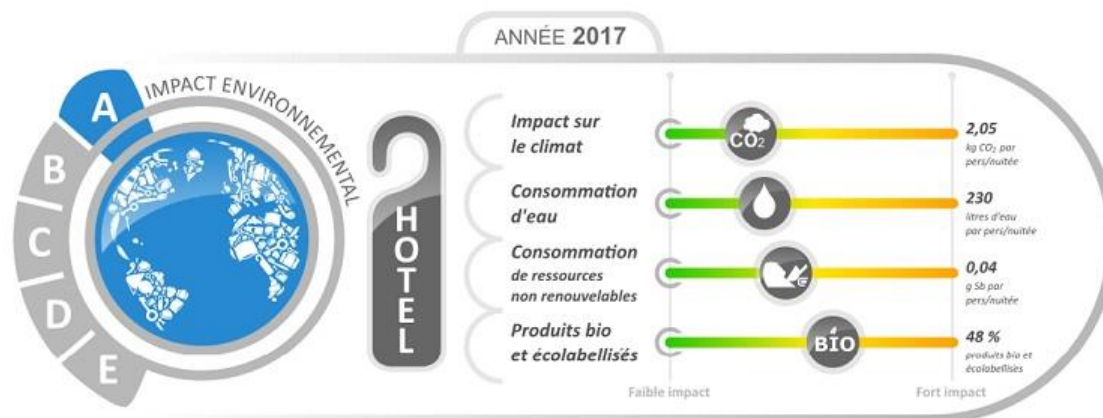 ANNÉE 2017
IMPACT ENVIRONNEMENTAL
A
B
C
D
E
HOTEL
Impact sur
le climat
CO₂
2,05
kg CO₂ par
pers/nuitée
Consommation
d'eau
230
litres d'eau
par pers/nuitée
Consommation
de ressources
non renouvelables
0,04
g Sb par
pers/nuitée
Produits bio
et écolabellisés
BIO
48 %
produits bio et
écolabellisés
Faible impact
Fort impact